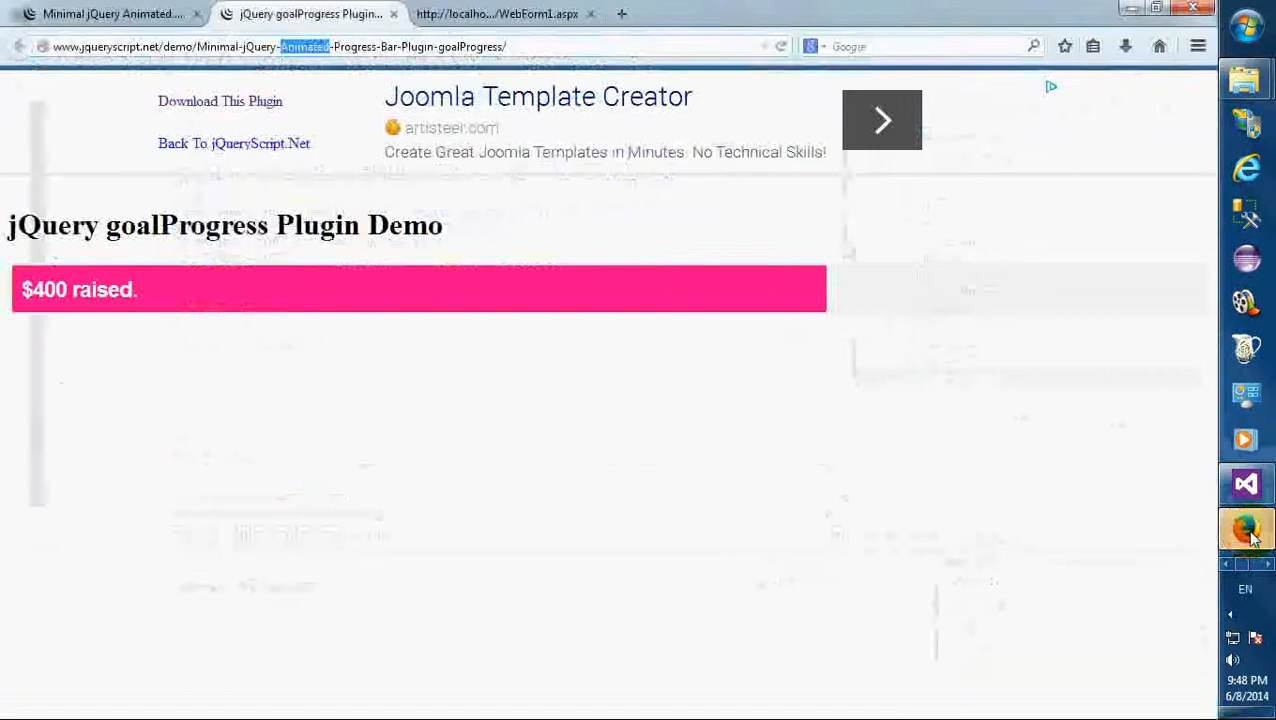 Minimal jQuery Animated....
jQuery goalProgress Plugin...
http://localho.../WebForm1.aspx
www.jqueryscript.net/demo/Minimal-jQuery-Animated-Progress-Bar-Plugin-goalProgress/
Google
Download This Plugin
Back To jQueryScript.Net
Joomla Template Creator
artisteer.com
Create Great Joomla Templates in Minutes. No Technical Skills!
jQuery goalProgress Plugin Demo
$400 raised.
EN
9:48 PM
6/8/2014